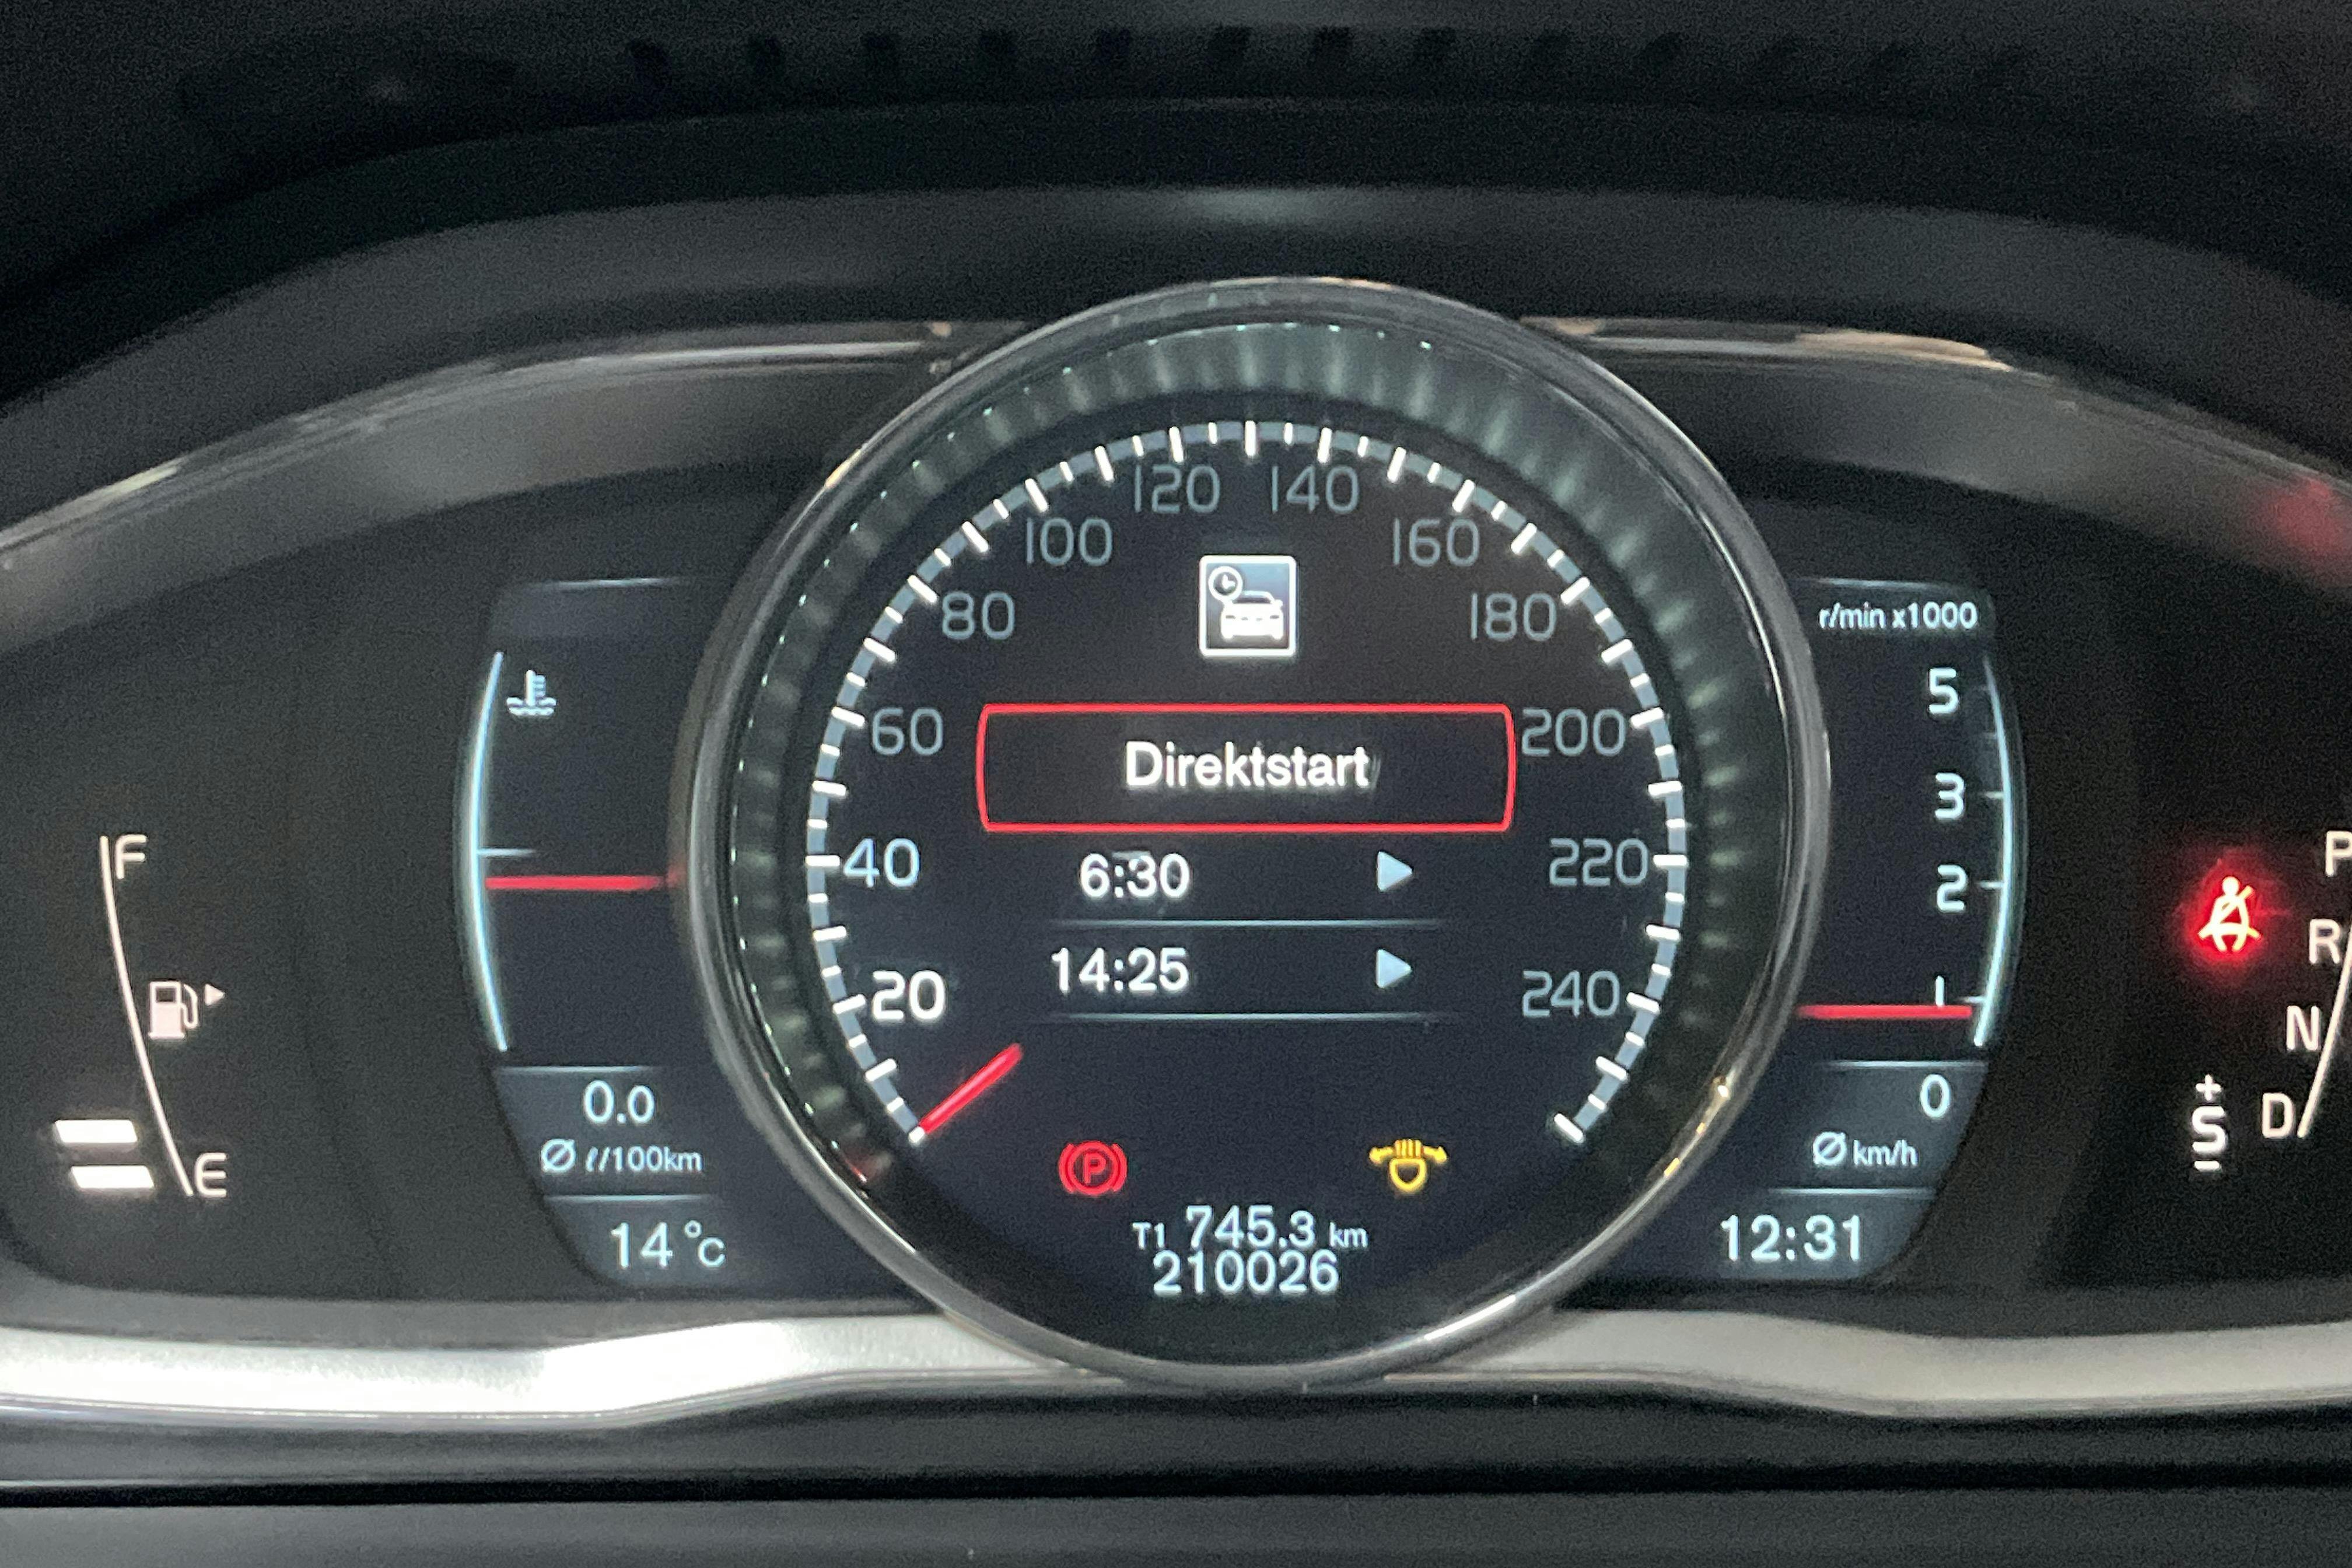 120 140
100 160
80 180
60 200
40 220
20 240
Direktstart
6:30
14:25
P
T1 745.3 km
210026
F
E
0.0
Ø ℓ/100km
14°C
r/min x1000
5
3
2
1
0
Ø km/h
12:31
P
R
N
D
+
S
−